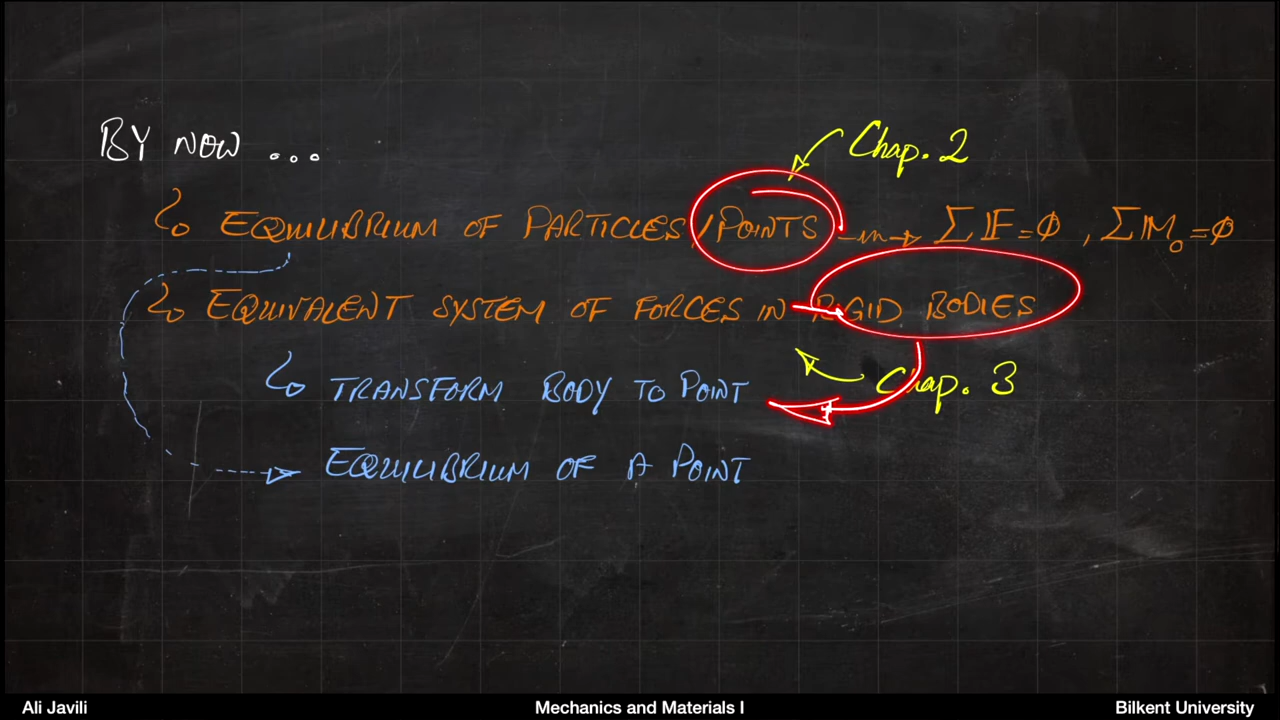 BY NOW ...
Chap. 2
EQUILIBRIUM OF PARTICLES / POINTS → ΣF = 0 , ΣM₀ = 0
EQUIVALENT SYSTEM OF FORCES IN RIGID BODIES
TRANSFORM BODY TO POINT
Chap. 3
EQUILIBRIUM OF A POINT
Ali Javili
Mechanics and Materials I
Bilkent University